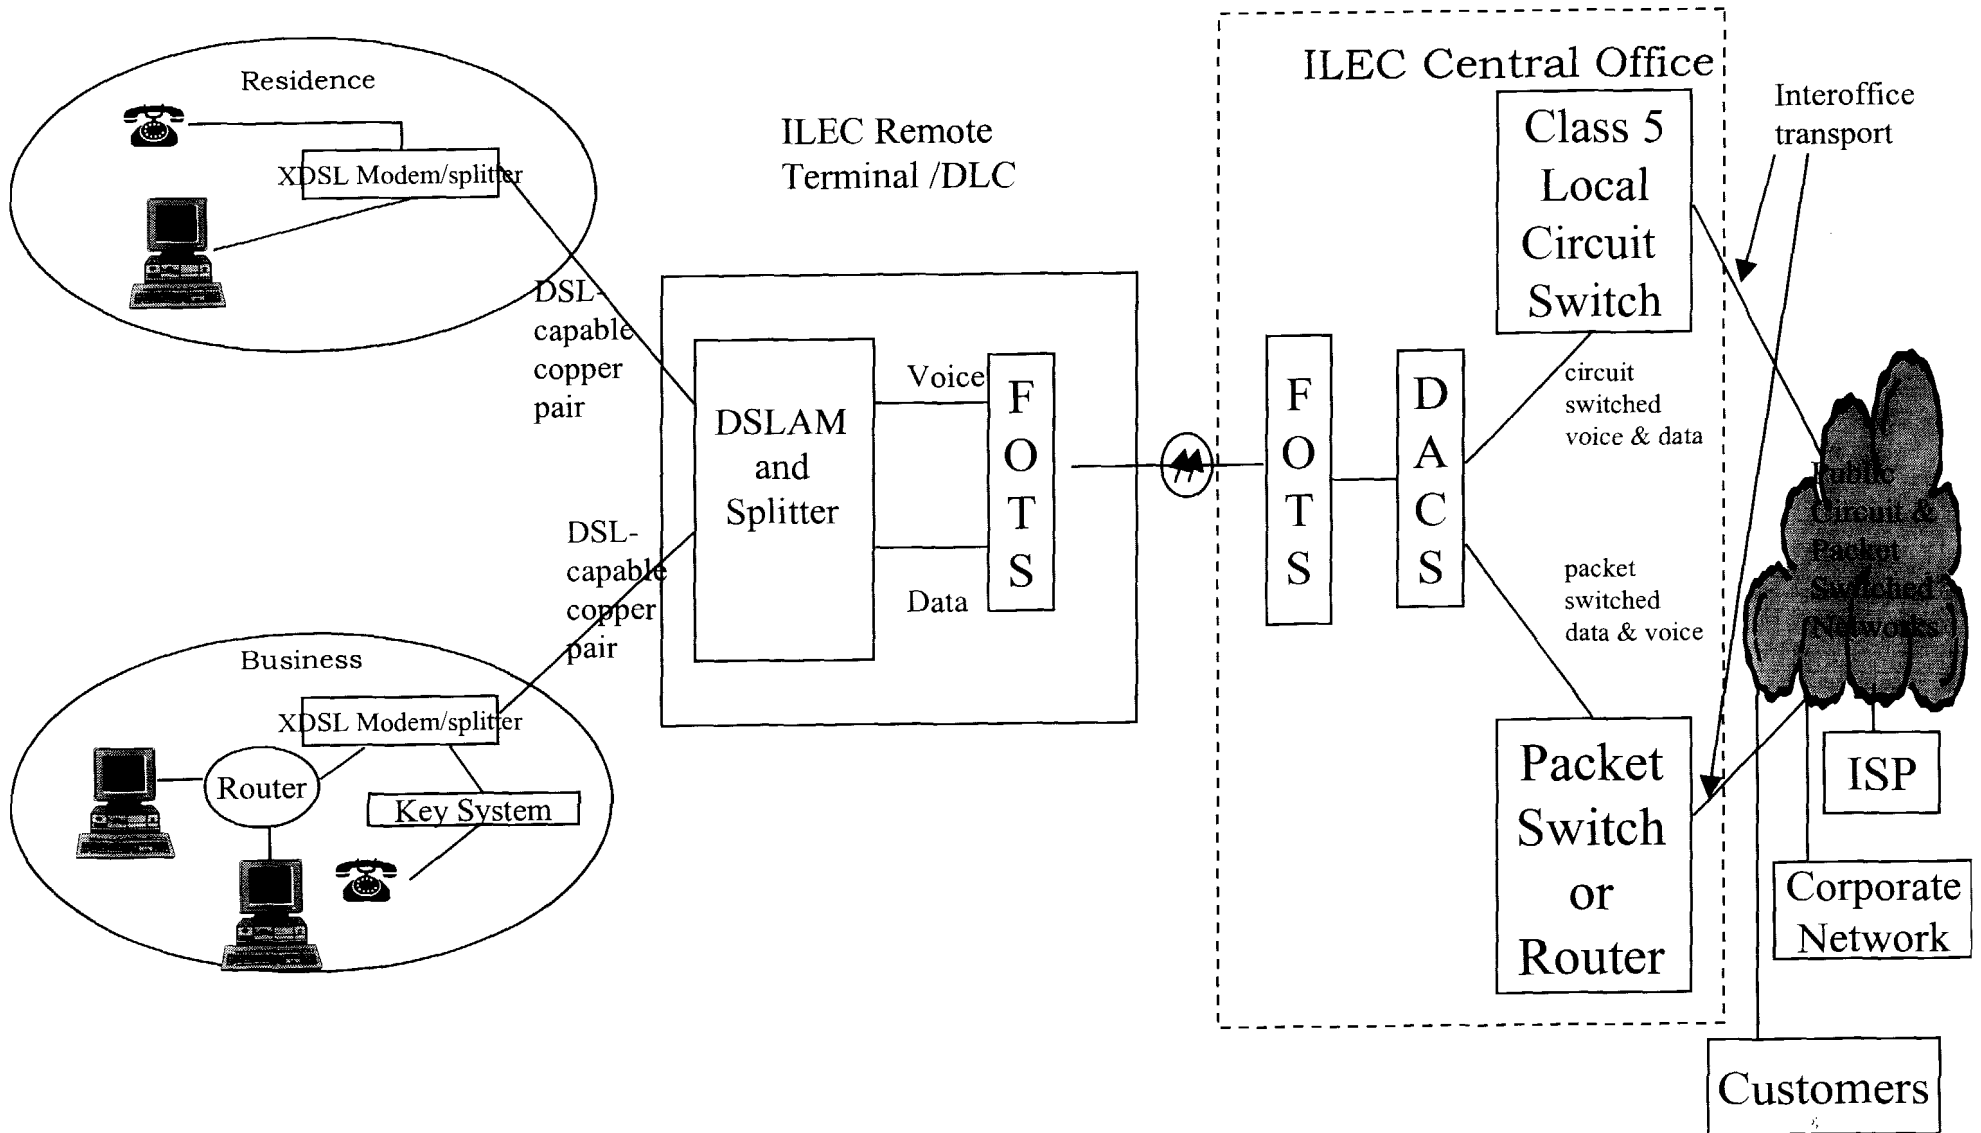 ILEC Central Office
Residence
XDSL Modem/splitter
DSL-
capable
copper
pair
ILEC Remote
Terminal /DLC
DSLAM
and
Splitter
Voice
Data
F
O
T
S
F
O
T
S
D
A
C
S
Class 5
Local
Circuit
Switch
circuit
switched
voice & data
packet
switched
data & voice
Packet
Switch
or
Router
Interoffice
transport
Public
Circuit &
Packet
Switched
Networks
ISP
Corporate
Network
Customers
DSL-
capable
copper
pair
Business
XDSL Modem/splitter
Router
Key System